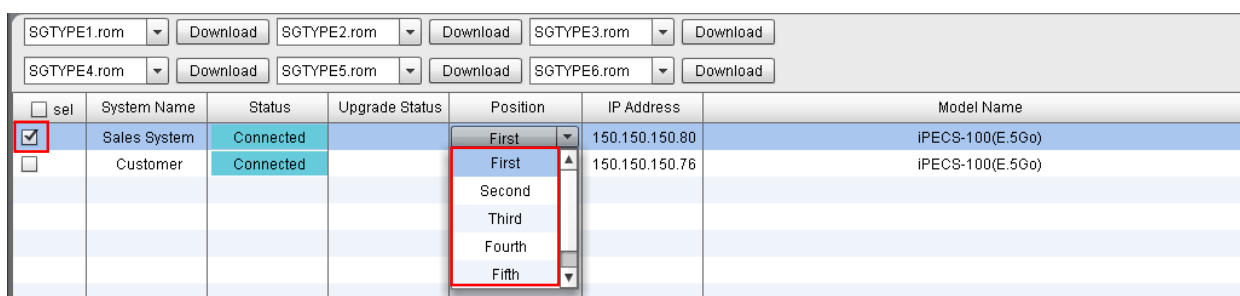 SGTYPE1.rom Download SGTYPE2.rom Download SGTYPE3.rom Download
SGTYPE4.rom Download SGTYPE5.rom Download SGTYPE6.rom Download
sel System Name Status Upgrade Status Position IP Address Model Name
Sales System Connected First 150.150.150.80 iPECS-100(E.5Go)
Customer Connected First 150.150.150.76 iPECS-100(E.5Go)
Second
Third
Fourth
Fifth